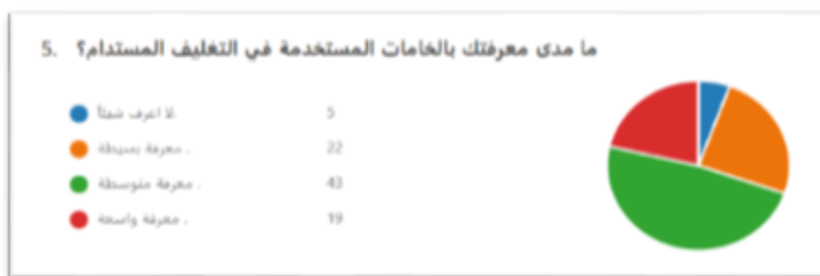 5. ما مدى معرفتك بالخامات المستخدمة في التغليف المستدام؟
لا اعرف شيئاً. 5
معرفة بسيطة . 22
معرفة متوسطة . 43
معرفة واسعة . 19